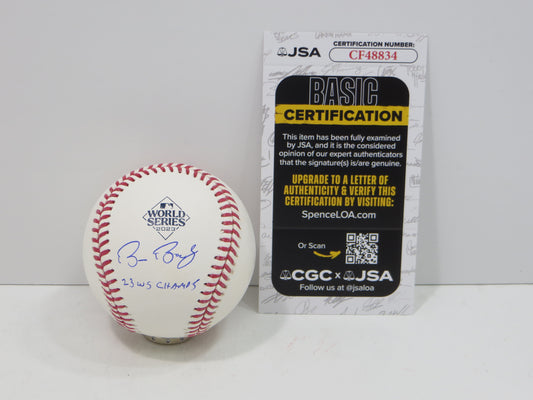 WORLD
SERIES
2023
23 WS CHAMPS
JSA
CERTIFICATION NUMBER:
CF48834
BASIC
CERTIFICATION
This item has been fully examined
by JSA, and it is the considered
opinion of our expert authenticators
that the signature(s) is/are genuine.
UPGRADE TO A LETTER OF
AUTHENTICITY & VERIFY THIS
CERTIFICATION BY VISITING:
SpenceLOA.com
Or Scan
CGC x JSA
Follow us at @jsaloa